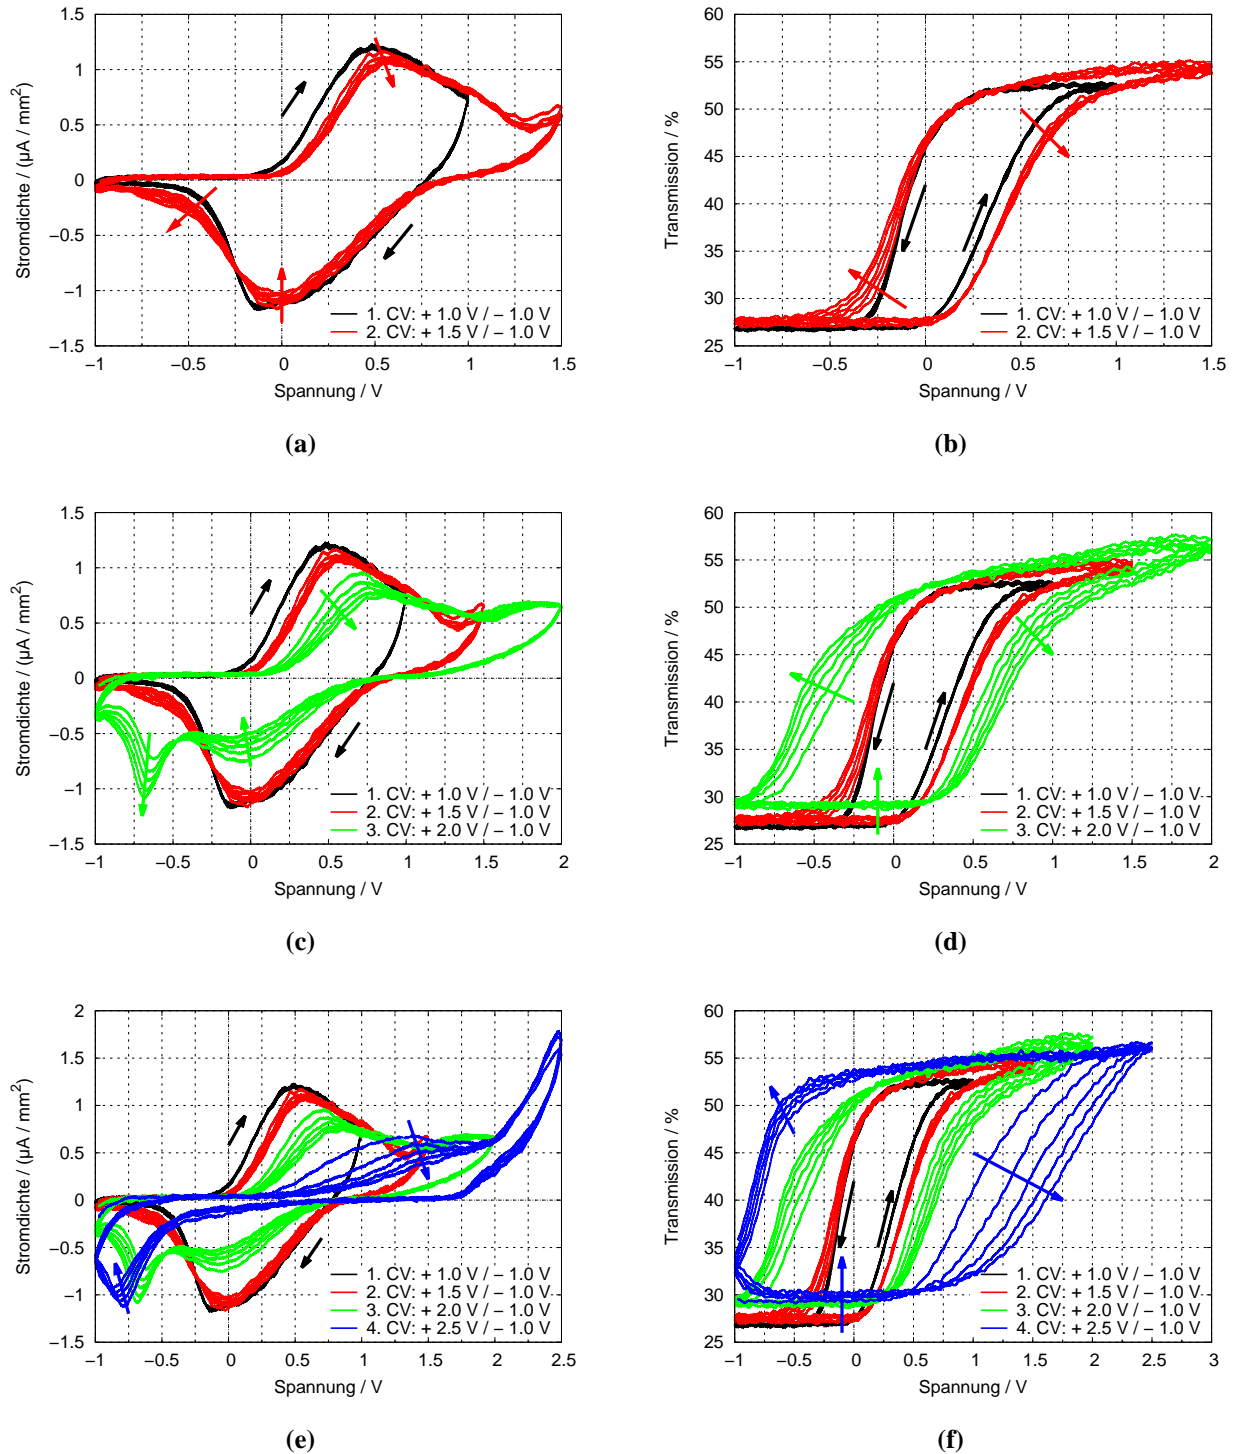 1.5
1
0.5
0
−0.5
−1
−1.5
−1 −0.5 0 0.5 1 1.5
Stromdichte / (µA / mm²)
Spannung / V
1. CV: + 1.0 V / − 1.0 V
2. CV: + 1.5 V / − 1.0 V
(a)
60
55
50
45
40
35
30
25
−1 −0.5 0 0.5 1 1.5
Transmission / %
Spannung / V
1. CV: + 1.0 V / − 1.0 V
2. CV: + 1.5 V / − 1.0 V
(b)
1.5
1
0.5
0
−0.5
−1
−1.5
−1 −0.5 0 0.5 1 1.5 2
Stromdichte / (µA / mm²)
Spannung / V
1. CV: + 1.0 V / − 1.0 V
2. CV: + 1.5 V / − 1.0 V
3. CV: + 2.0 V / − 1.0 V
(c)
60
55
50
45
40
35
30
25
−1 −0.5 0 0.5 1 1.5 2
Transmission / %
Spannung / V
1. CV: + 1.0 V / − 1.0 V
2. CV: + 1.5 V / − 1.0 V
3. CV: + 2.0 V / − 1.0 V
(d)
2
1.5
1
0.5
0
−0.5
−1
−1.5
−1 −0.5 0 0.5 1 1.5 2 2.5
Stromdichte / (µA / mm²)
Spannung / V
1. CV: + 1.0 V / − 1.0 V
2. CV: + 1.5 V / − 1.0 V
3. CV: + 2.0 V / − 1.0 V
4. CV: + 2.5 V / − 1.0 V
(e)
60
55
50
45
40
35
30
25
−1 −0.5 0 0.5 1 1.5 2 2.5 3
Transmission / %
Spannung / V
1. CV: + 1.0 V / − 1.0 V
2. CV: + 1.5 V / − 1.0 V
3. CV: + 2.0 V / − 1.0 V
4. CV: + 2.5 V / − 1.0 V
(f)